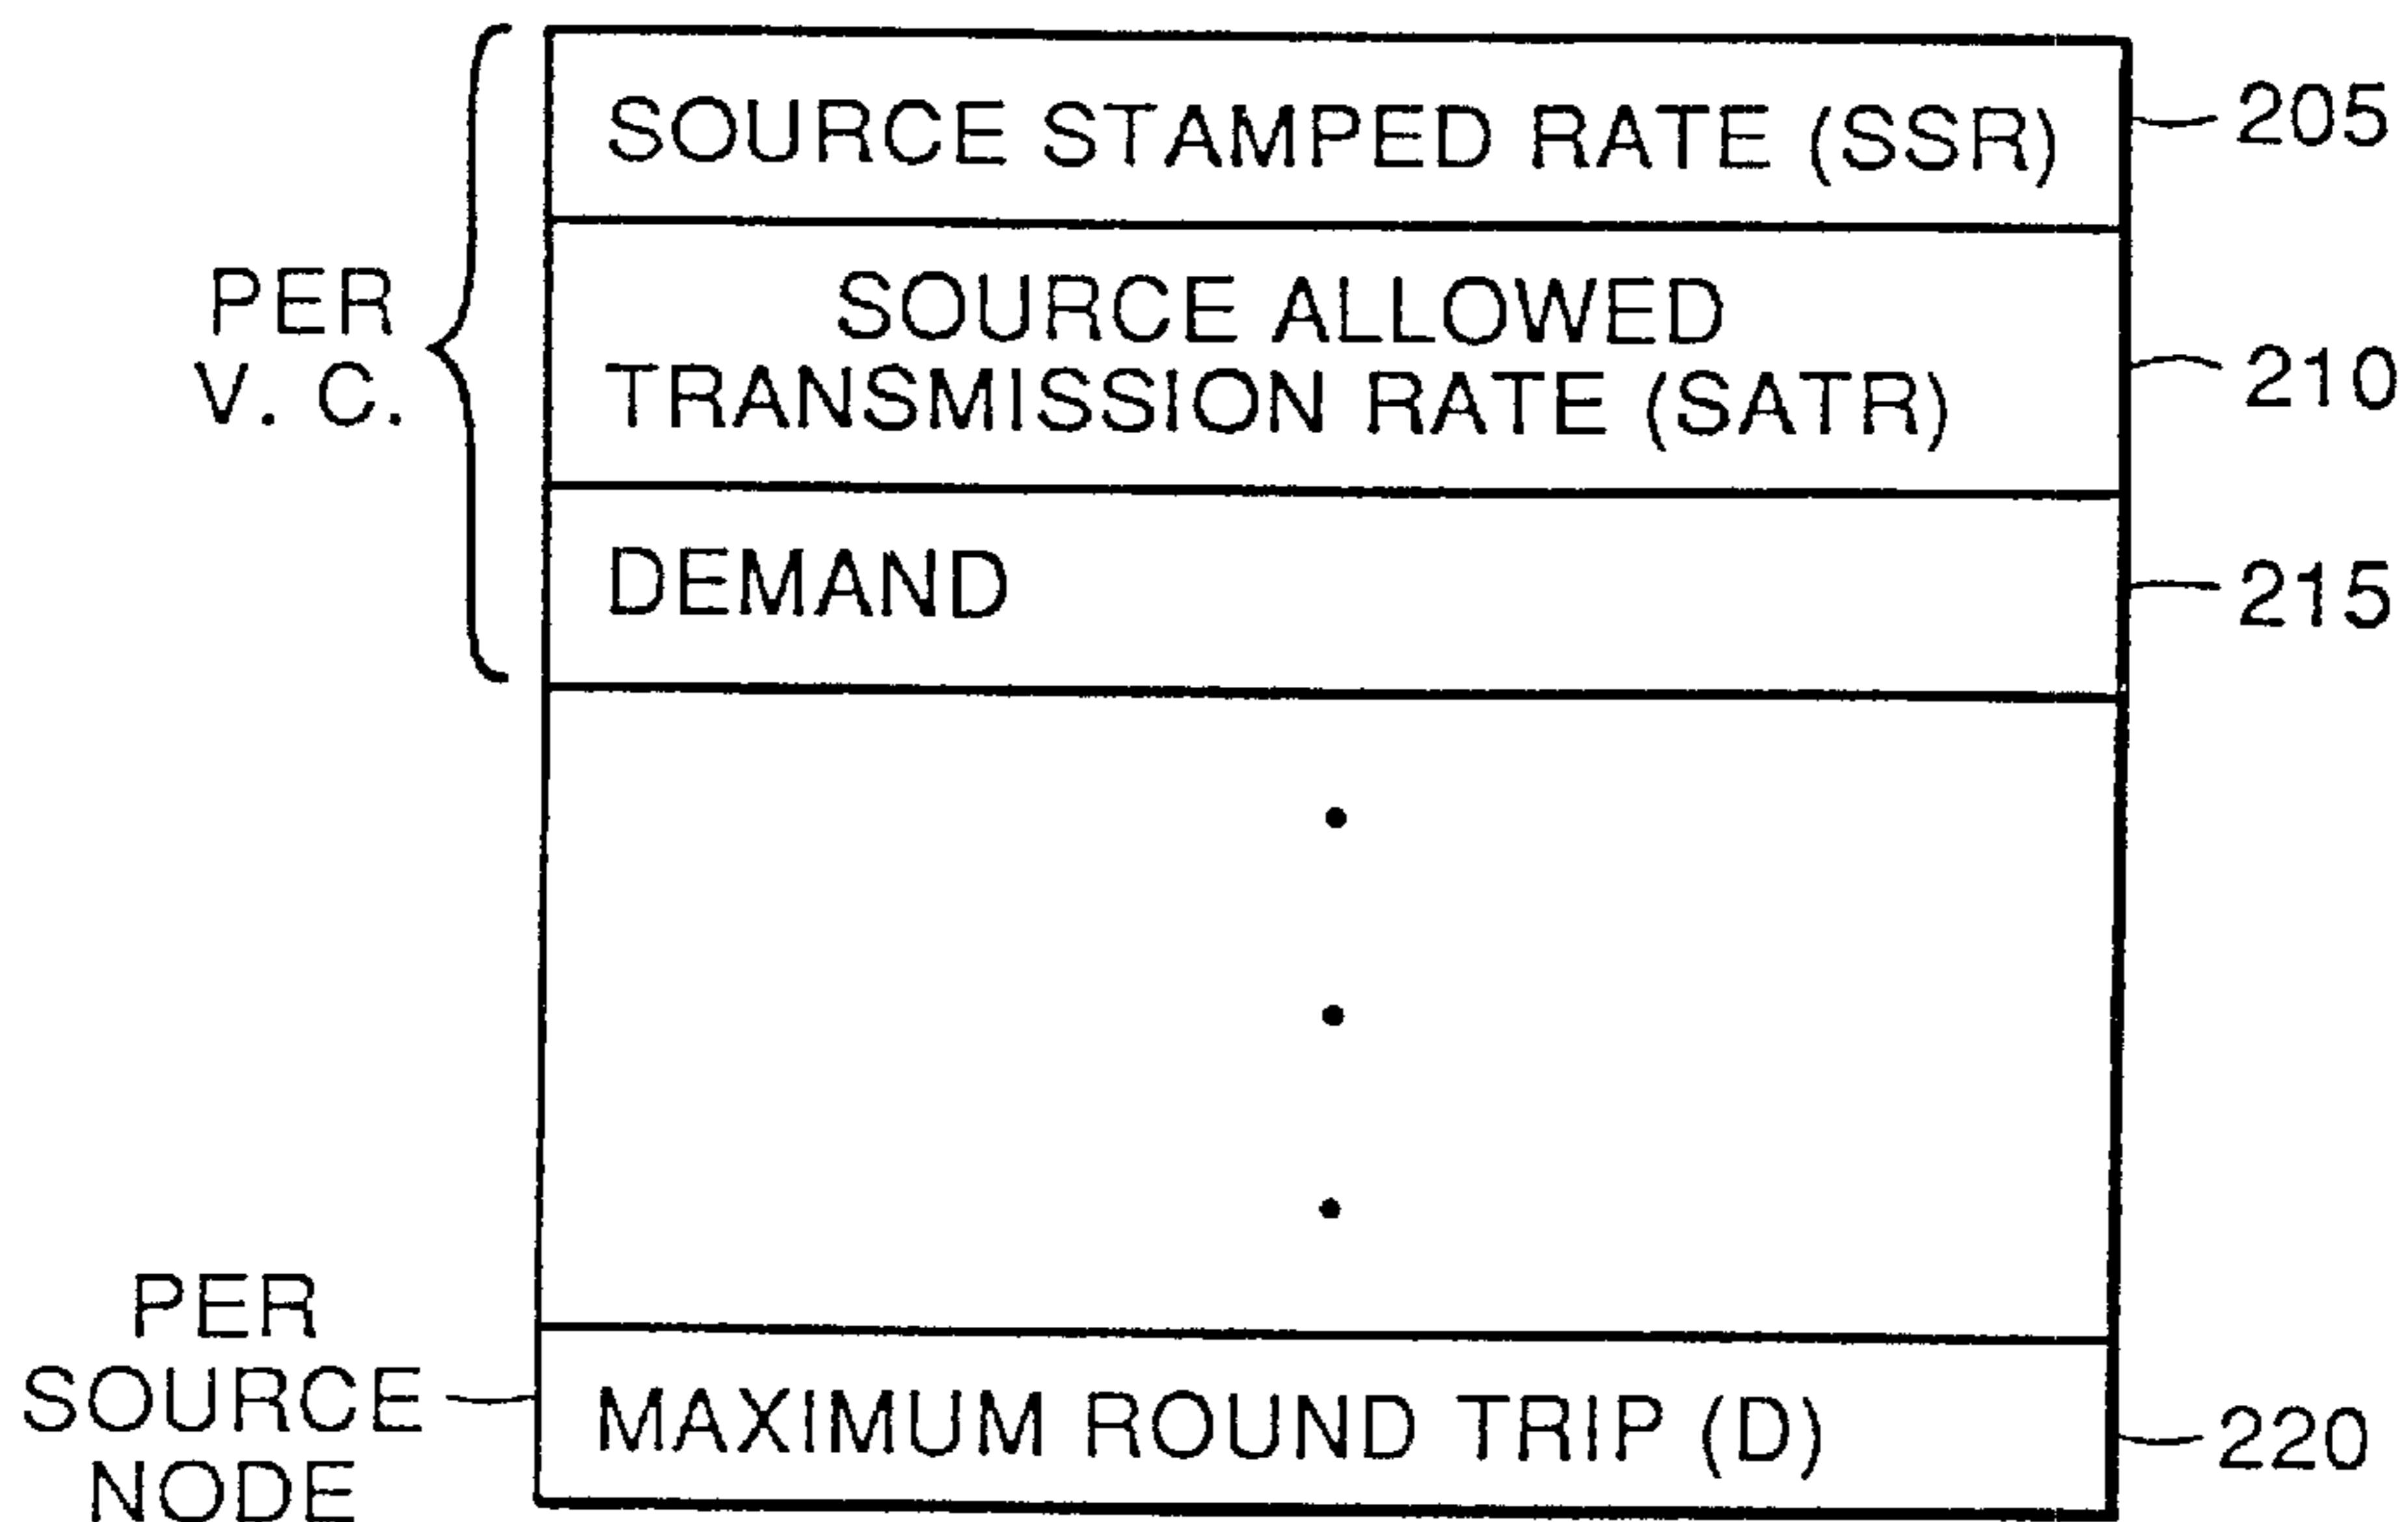 SOURCE STAMPED RATE (SSR)
205
PER
V. C.
SOURCE ALLOWED
TRANSMISSION RATE (SATR)
210
DEMAND
215
PER
SOURCE
NODE
MAXIMUM ROUND TRIP (D)
220